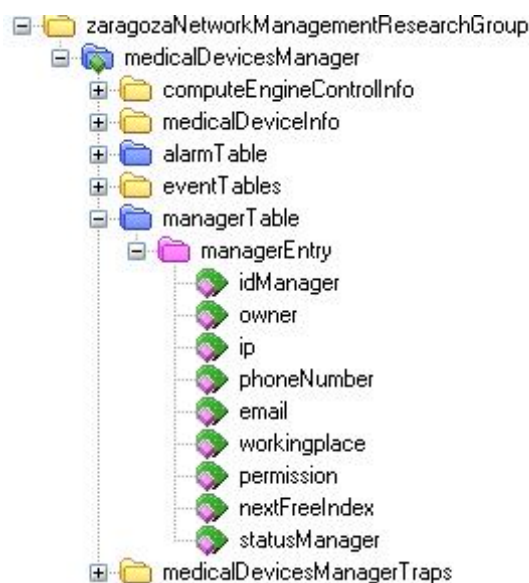 zaragozaNetworkManagementResearchGroup
medicalDevicesManager
computeEngineControlInfo
medicalDeviceInfo
alarmTable
eventTables
managerTable
managerEntry
idManager
owner
ip
phoneNumber
email
workingplace
permission
nextFreeIndex
statusManager
medicalDevicesManagerTraps